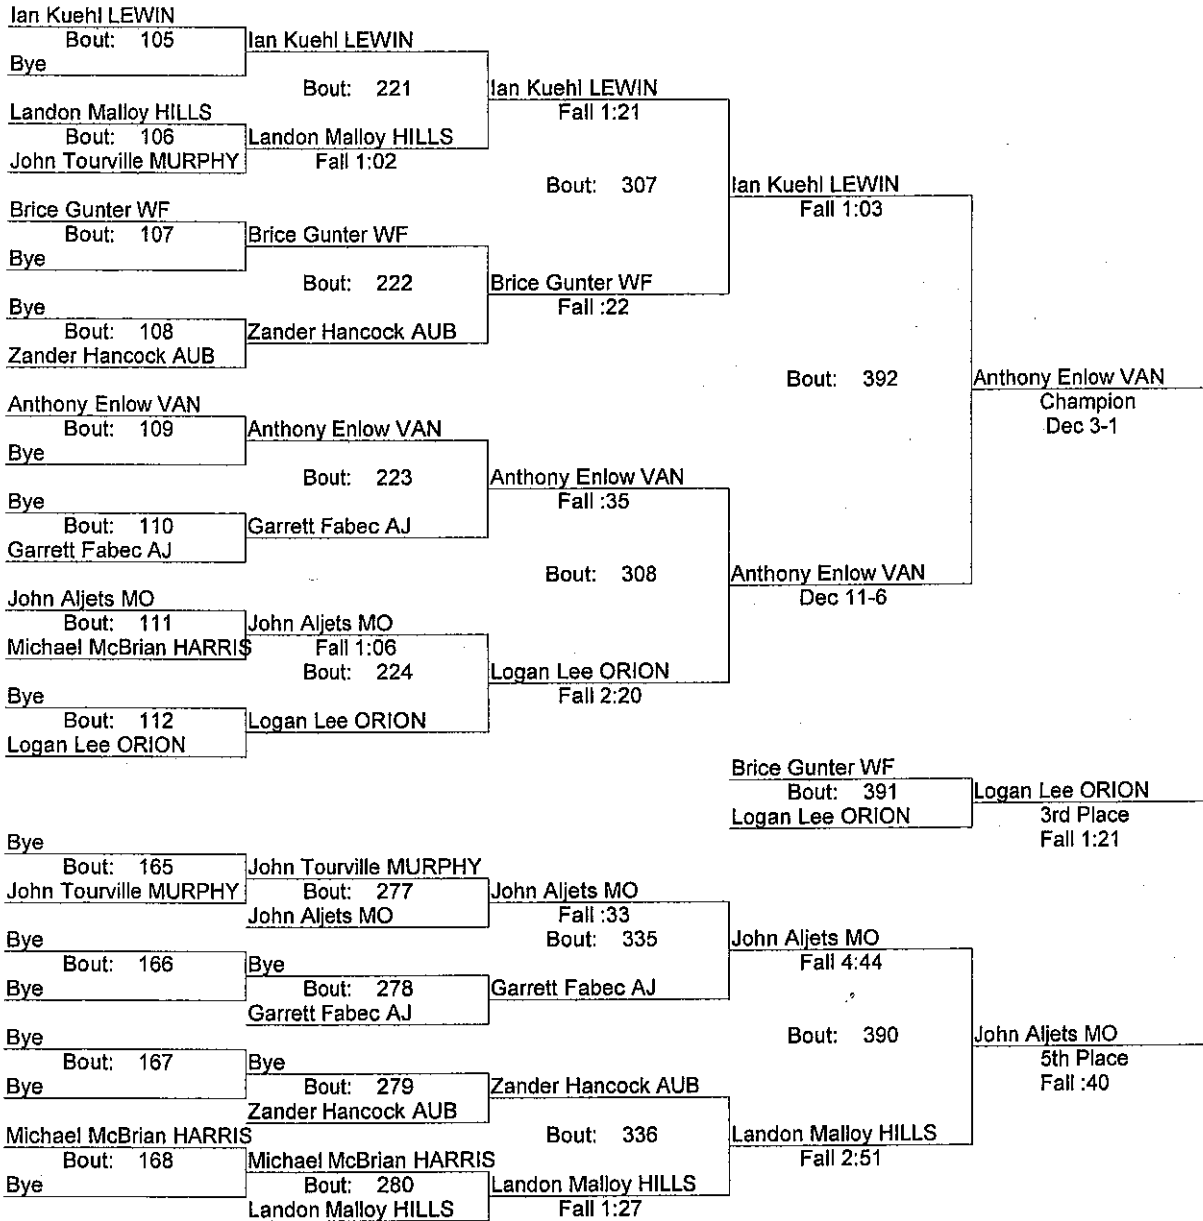 Ian Kuehl LEWIN
Bout: 105
Bye
Ian Kuehl LEWIN
Bout: 221
Landon Malloy HILLS
Bout: 106
John Tourville MURPHY
Landon Malloy HILLS
Fall 1:02
Ian Kuehl LEWIN
Fall 1:21
Bout: 307
Brice Gunter WF
Bout: 107
Bye
Brice Gunter WF
Bout: 222
Bye
Bout: 108
Zander Hancock AUB
Zander Hancock AUB
Brice Gunter WF
Fall :22
Ian Kuehl LEWIN
Fall 1:03
Bout: 392
Anthony Enlow VAN
Champion
Dec 3-1
Anthony Enlow VAN
Bout: 109
Bye
Anthony Enlow VAN
Bout: 223
Bye
Bout: 110
Garrett Fabec AJ
Garrett Fabec AJ
Anthony Enlow VAN
Fall :35
Bout: 308
Anthony Enlow VAN
Dec 11-6
John Aljets MO
Bout: 111
Michael McBrian HARRIS
John Aljets MO
Fall 1:06
Bout: 224
Bye
Bout: 112
Logan Lee ORION
Logan Lee ORION
Logan Lee ORION
Fall 2:20
Brice Gunter WF
Bout: 391
Logan Lee ORION
Logan Lee ORION
3rd Place
Fall 1:21
Bye
Bout: 165
John Tourville MURPHY
John Tourville MURPHY
Bout: 277
John Aljets MO
John Aljets MO
Fall :33
Bout: 335
Bye
Bout: 166
Bye
Bye
Bout: 278
Garrett Fabec AJ
Garrett Fabec AJ
John Aljets MO
Fall 4:44
Bout: 390
John Aljets MO
5th Place
Fall :40
Bye
Bout: 167
Bye
Bye
Bout: 279
Zander Hancock AUB
Zander Hancock AUB
Bout: 336
Michael McBrian HARRIS
Bout: 168
Bye
Michael McBrian HARRIS
Bout: 280
Landon Malloy HILLS
Landon Malloy HILLS
Fall 1:27
Landon Malloy HILLS
Fall 2:51